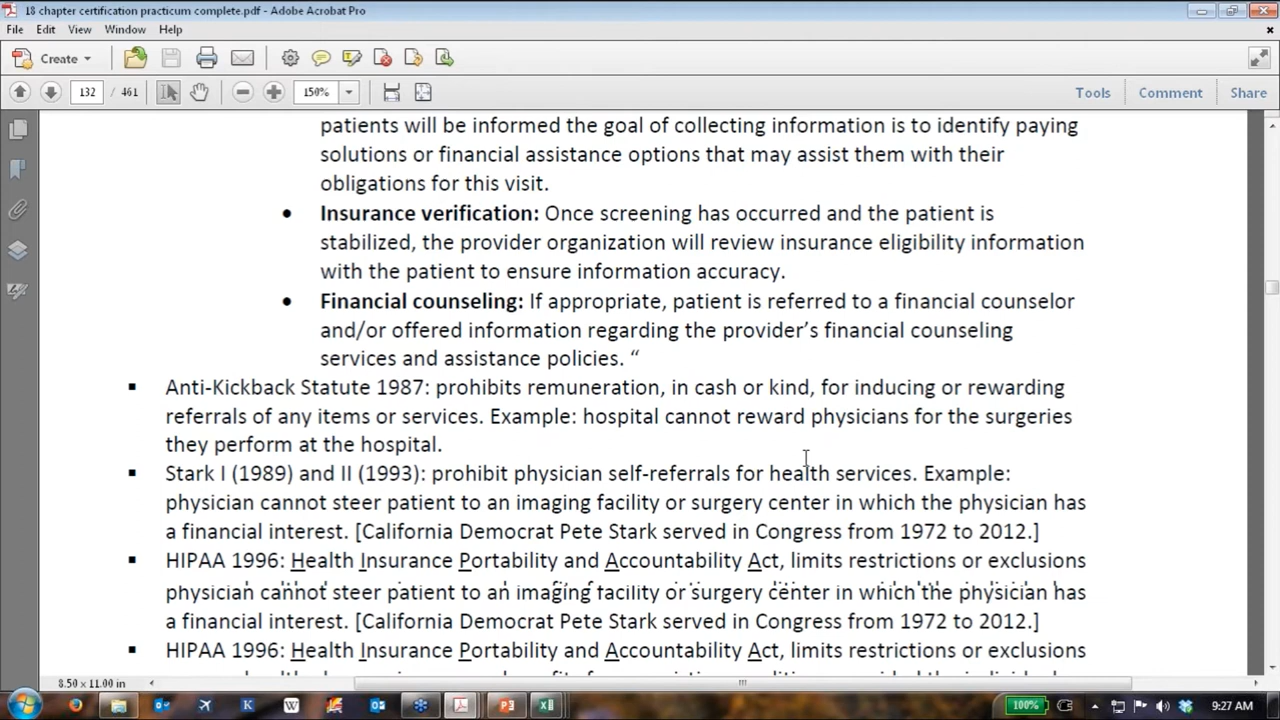 18 chapter certification practicum complete.pdf - Adobe Acrobat Pro
File Edit View Window Help
Create
132 / 461 150% Tools Comment Share
patients will be informed the goal of collecting information is to identify paying
solutions or financial assistance options that may assist them with their
obligations for this visit.
• Insurance verification: Once screening has occurred and the patient is
stabilized, the provider organization will review insurance eligibility information
with the patient to ensure information accuracy.
• Financial counseling: If appropriate, patient is referred to a financial counselor
and/or offered information regarding the provider’s financial counseling
services and assistance policies. “
▪ Anti-Kickback Statute 1987: prohibits remuneration, in cash or kind, for inducing or rewarding
referrals of any items or services. Example: hospital cannot reward physicians for the surgeries
they perform at the hospital.
▪ Stark I (1989) and II (1993): prohibit physician self-referrals for health services. Example:
physician cannot steer patient to an imaging facility or surgery center in which the physician has
a financial interest. [California Democrat Pete Stark served in Congress from 1972 to 2012.]
▪ HIPAA 1996: Health Insurance Portability and Accountability Act, limits restrictions or exclusions
physician cannot steer patient to an imaging facility or surgery center in which the physician has
a financial interest. [California Democrat Pete Stark served in Congress from 1972 to 2012.]
▪ HIPAA 1996: Health Insurance Portability and Accountability Act, limits restrictions or exclusions
8.50 x 11.00 in
100% 9:27 AM